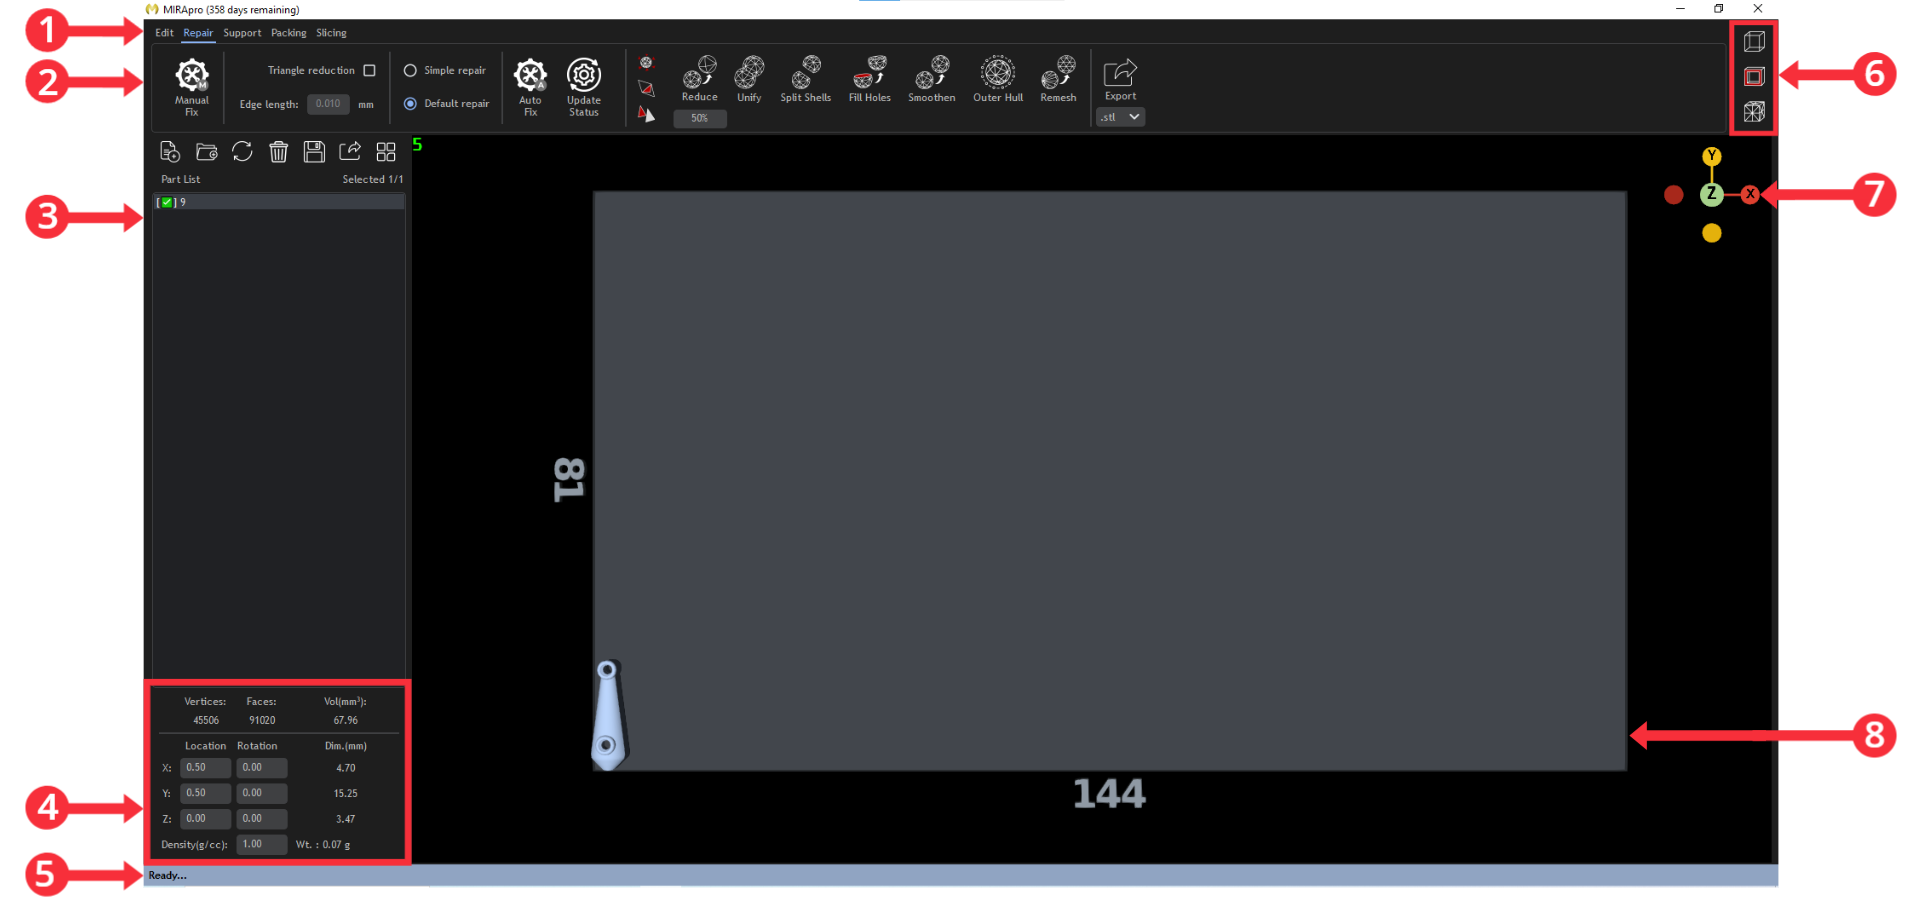 MIRApro (358 days remaining)
1
Edit Repair Support Packing Slicing
2
Manual Fix
Triangle reduction
Edge length: 0.010 mm
Simple repair
Default repair
Auto Fix
Update Status
Reduce
50%
Unify
Split Shells
Fill Holes
Smoothen
Outer Hull
Remesh
Export
.stl
6
5
Y
Z
X
7
Part List Selected 1/1
3
[✓] 9
81
144
8
Vertices: Faces: Vol(mm³):
45506 91020 67.96
Location Rotation Dim.(mm)
X: 0.50 0.00 4.70
Y: 0.50 0.00 15.25
4
Z: 0.00 0.00 3.47
Density(g/cc): 1.00 Wt. : 0.07 g
5
Ready...